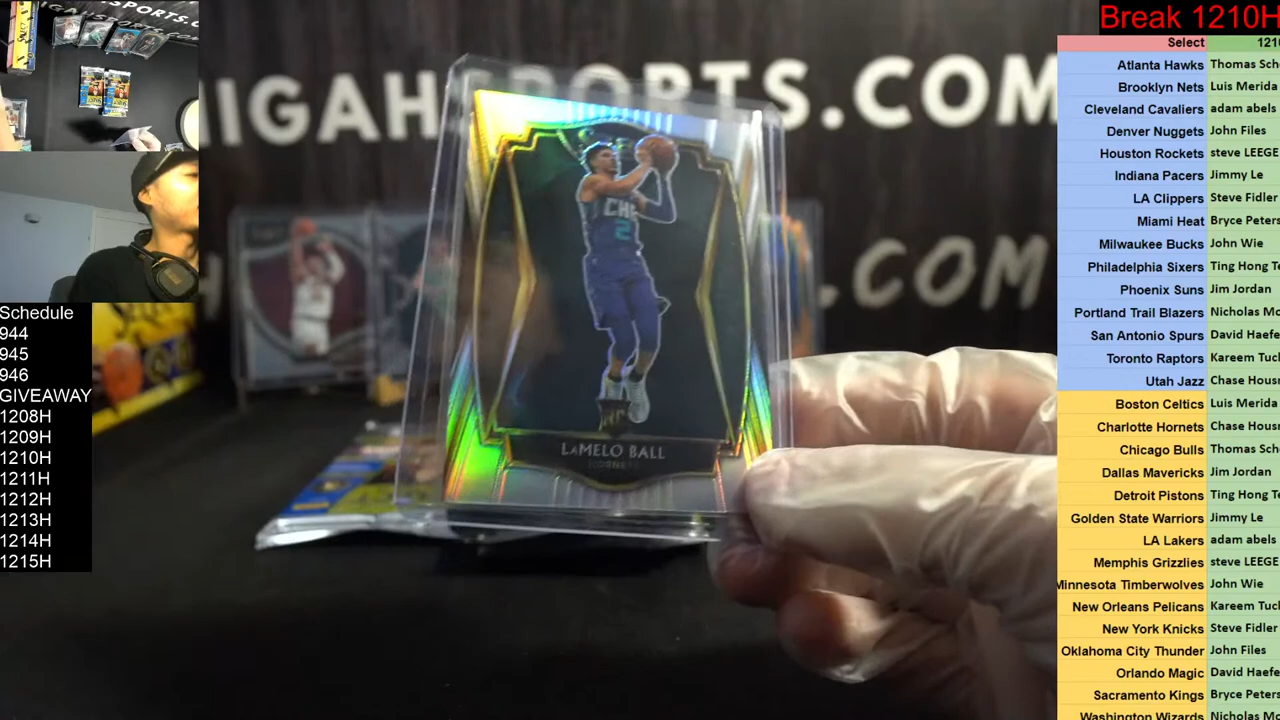 Break 1210H
Select
Atlanta Hawks Thomas Sch
Brooklyn Nets Luis Merida
Cleveland Cavaliers adam abels
Denver Nuggets John Files
Houston Rockets steve LEEGE
Indiana Pacers Jimmy Le
LA Clippers Steve Fidler
Miami Heat Bryce Peters
Milwaukee Bucks John Wie
Philadelphia Sixers Ting Hong Te
Phoenix Suns Jim Jordan
Portland Trail Blazers Nicholas Mc
San Antonio Spurs David Haefe
Toronto Raptors Kareem Tuck
Utah Jazz Chase Hous
Boston Celtics Luis Merida
Charlotte Hornets Chase Hous
Chicago Bulls Thomas Sch
Dallas Mavericks Jim Jordan
Detroit Pistons Ting Hong Te
Golden State Warriors Jimmy Le
LA Lakers adam abels
Memphis Grizzlies steve LEEGE
Minnesota Timberwolves John Wie
New Orleans Pelicans Kareem Tuck
New York Knicks Steve Fidler
Oklahoma City Thunder John Files
Orlando Magic David Haefe
Sacramento Kings Bryce Peters
Washington Wizards Nicholas Mc
Schedule
944
945
946
GIVEAWAY
1208H
1209H
1210H
1211H
1212H
1213H
1214H
1215H
IGAHSPORTS.COM
.COM
CH
2
LaMELO BALL
HORNETS